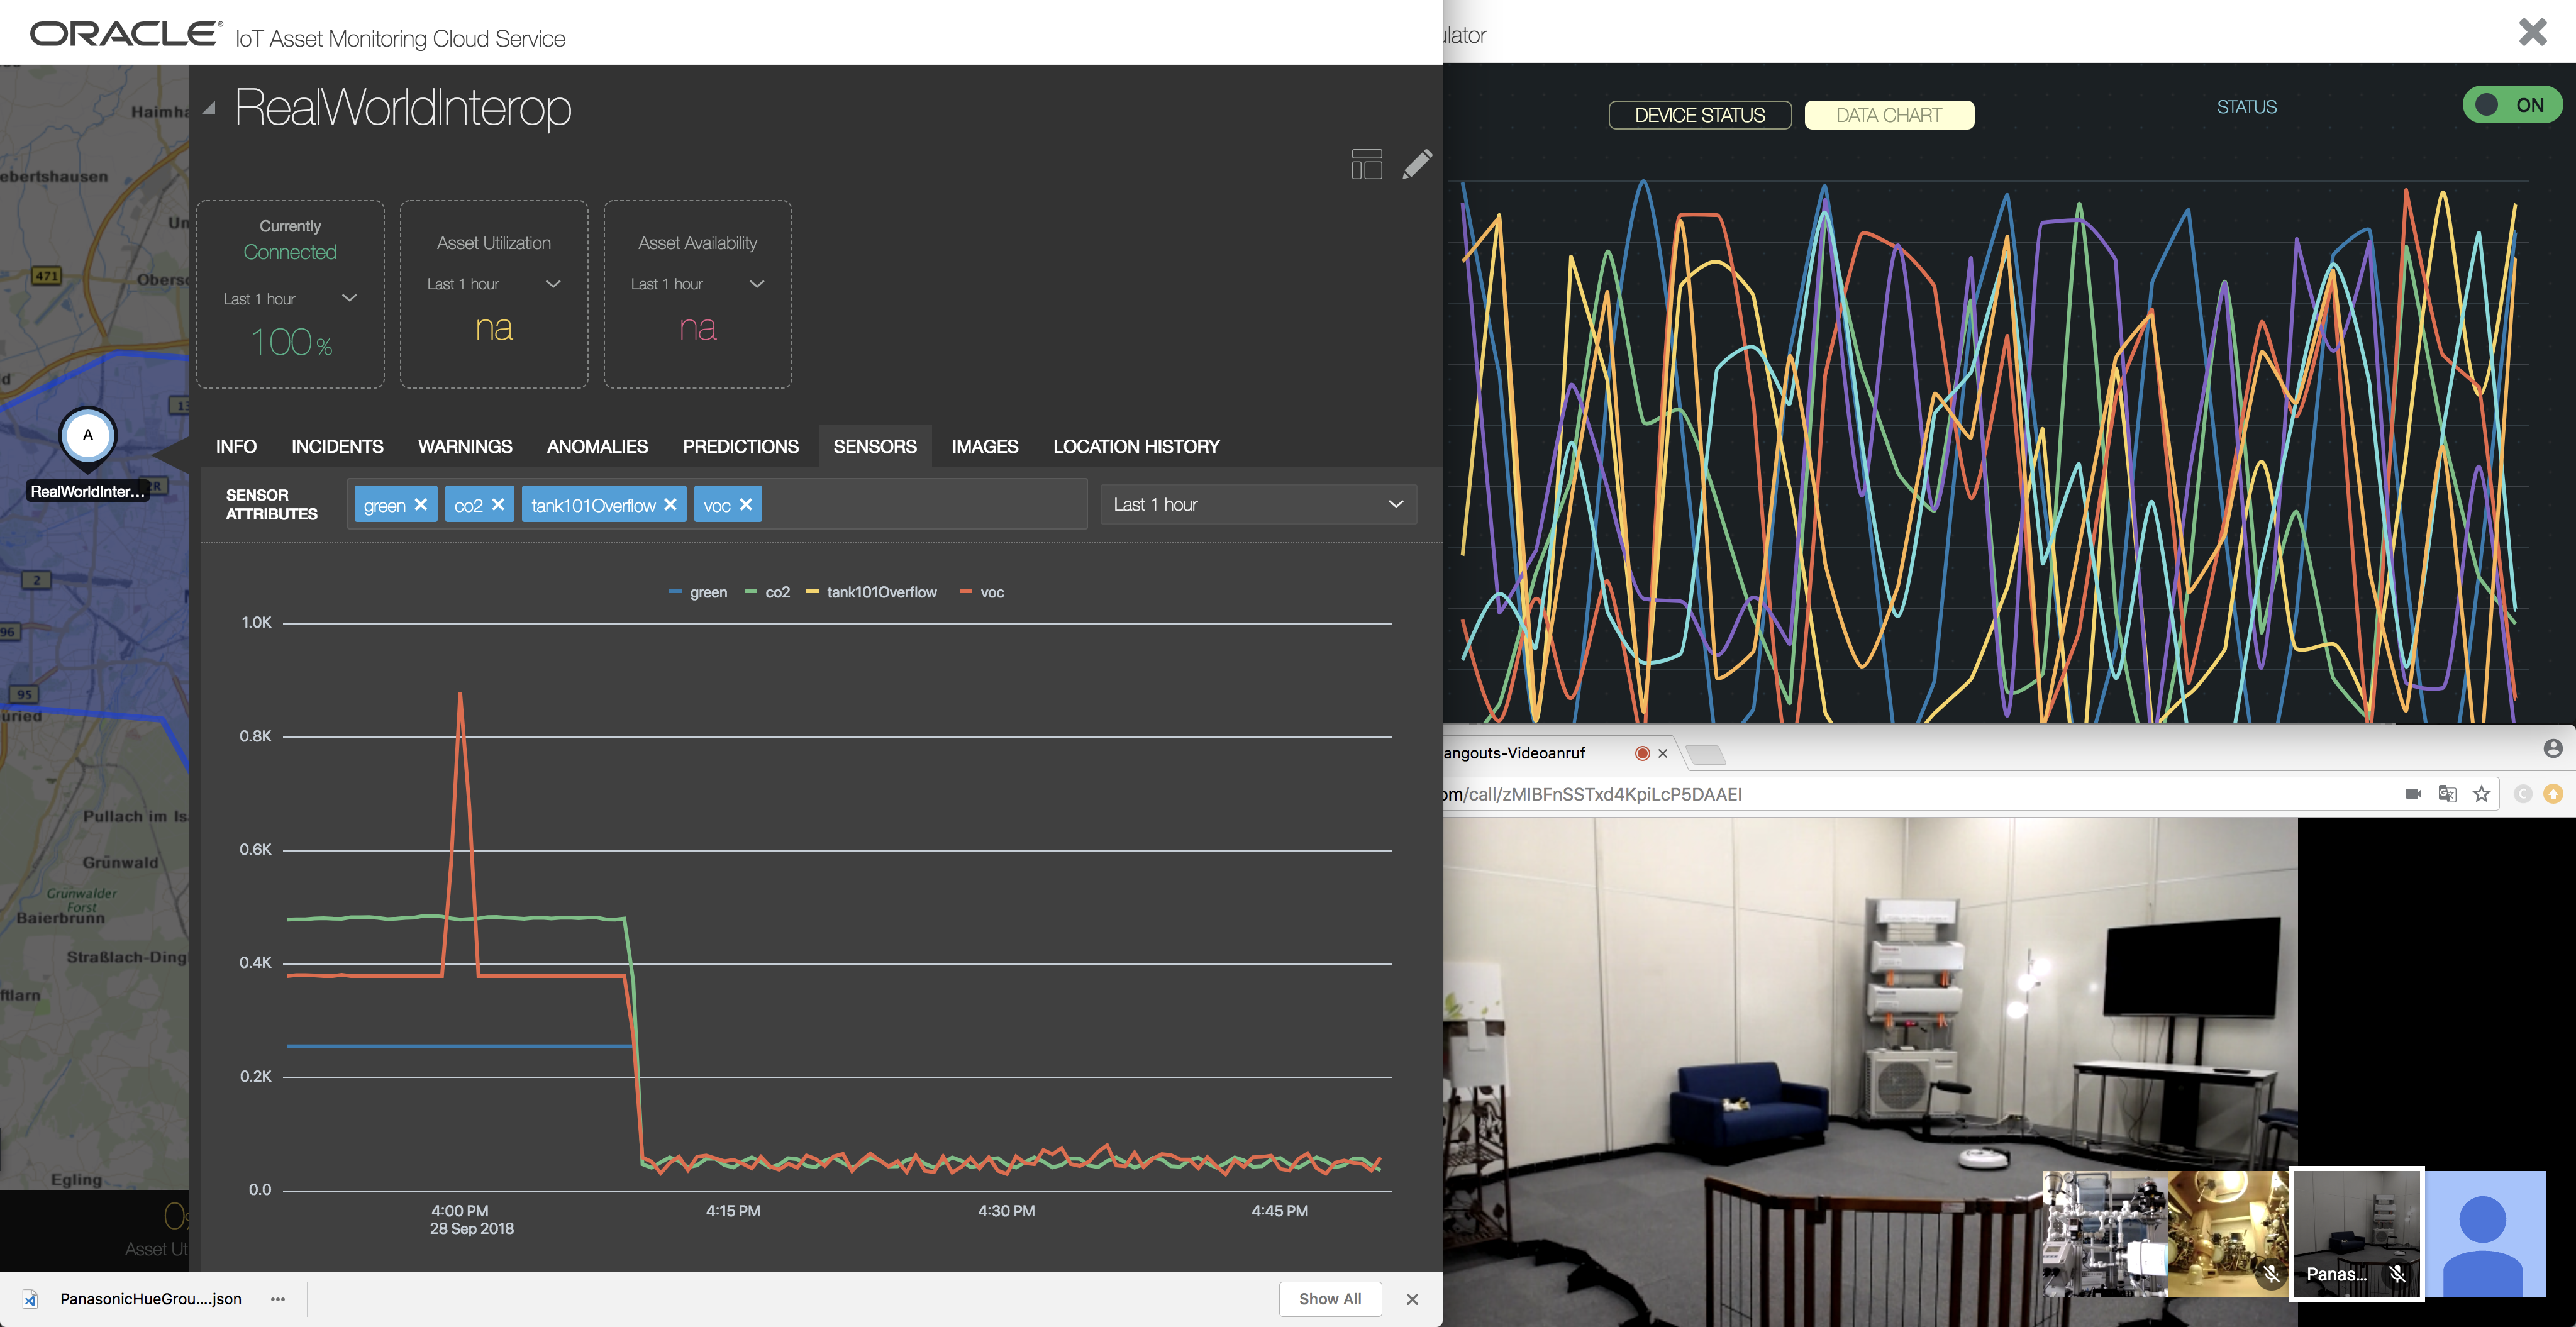 ORACLE® IoT Asset Monitoring Cloud Service
RealWorldInterop
Currently
Connected
Last 1 hour
100%
Asset Utilization
Last 1 hour
na
Asset Availability
Last 1 hour
na
INFO INCIDENTS WARNINGS ANOMALIES PREDICTIONS SENSORS IMAGES LOCATION HISTORY
SENSOR
ATTRIBUTES
green co2 tank101Overflow voc
Last 1 hour
green co2 tank101Overflow voc
1.0K
0.8K
0.6K
0.4K
0.2K
0.0
4:00 PM 4:15 PM 4:30 PM 4:45 PM
28 Sep 2018
Haimha
ebertshausen
Un
471
Obersc
A
RealWorldInter...
2
96
95
uried
Pullach im Is
Grünwald
Grünwalder
Forst
Baierbrunn
Straßlach-Ding
ftlarn
Egling
Asset Ut
PanasonicHueGrou....json
Show All
ulator
DEVICE STATUS DATA CHART STATUS ON
angouts-Videoanruf
om/call/zMIBFnSSTxd4KpiLcP5DAAEI
Panas...